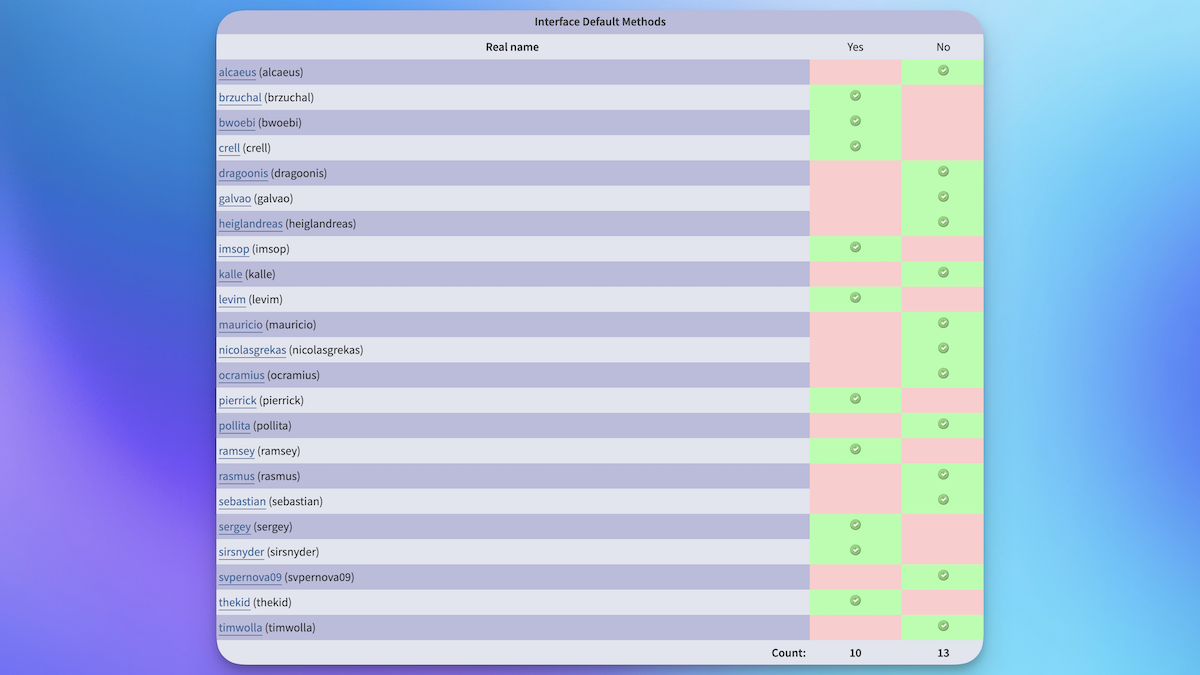 Interface Default Methods
Real name Yes No
alcaeus (alcaeus)
brzuchal (brzuchal)
bwoebi (bwoebi)
crell (crell)
dragoonis (dragoonis)
galvao (galvao)
heiglandreas (heiglandreas)
imsop (imsop)
kalle (kalle)
levim (levim)
mauricio (mauricio)
nicolasgrekas (nicolasgrekas)
ocramius (ocramius)
pierrick (pierrick)
pollita (pollita)
ramsey (ramsey)
rasmus (rasmus)
sebastian (sebastian)
sergey (sergey)
sirsnyder (sirsnyder)
svpernova09 (svpernova09)
thekid (thekid)
timwolla (timwolla)
Count: 10 13